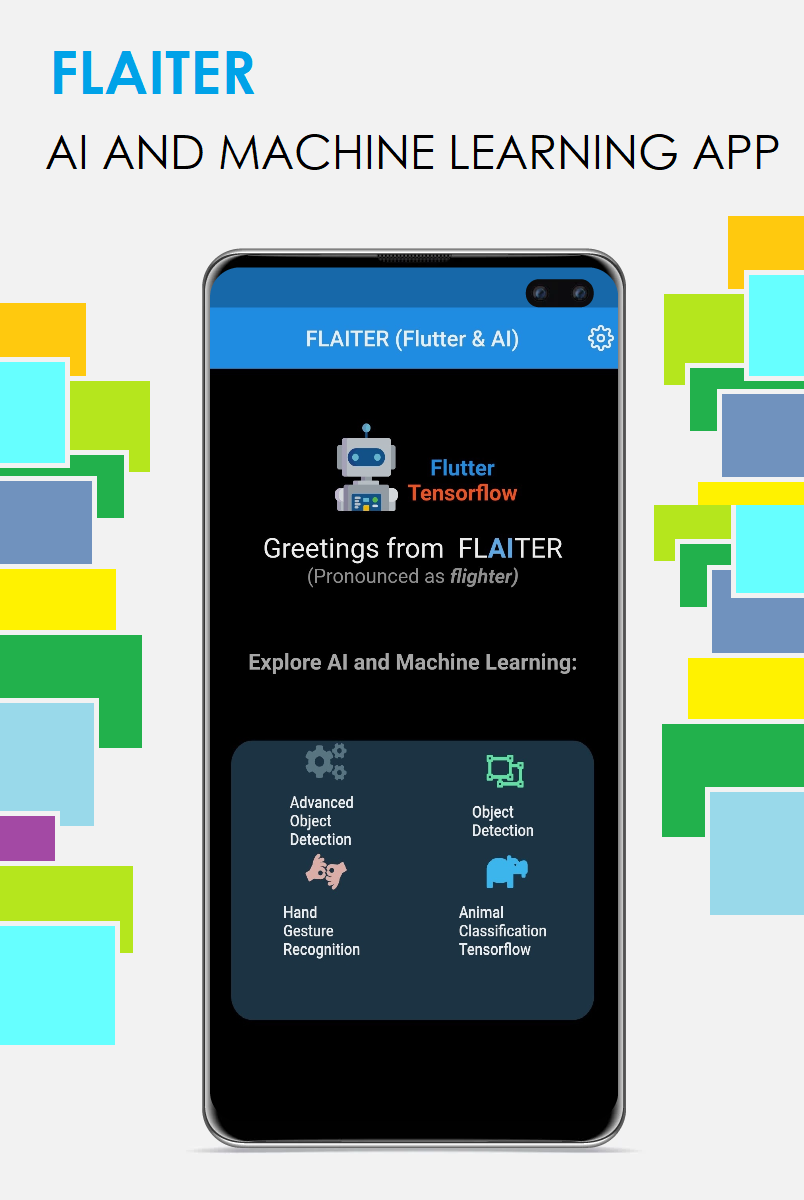 FLAITER
AI AND MACHINE LEARNING APP
FLAITER (Flutter & AI)
Flutter
Tensorflow
Greetings from FLAITER
(Pronounced as flighter)
Explore AI and Machine Learning:
Advanced
Object
Detection
Object
Detection
Hand
Gesture
Recognition
Animal
Classification
Tensorflow